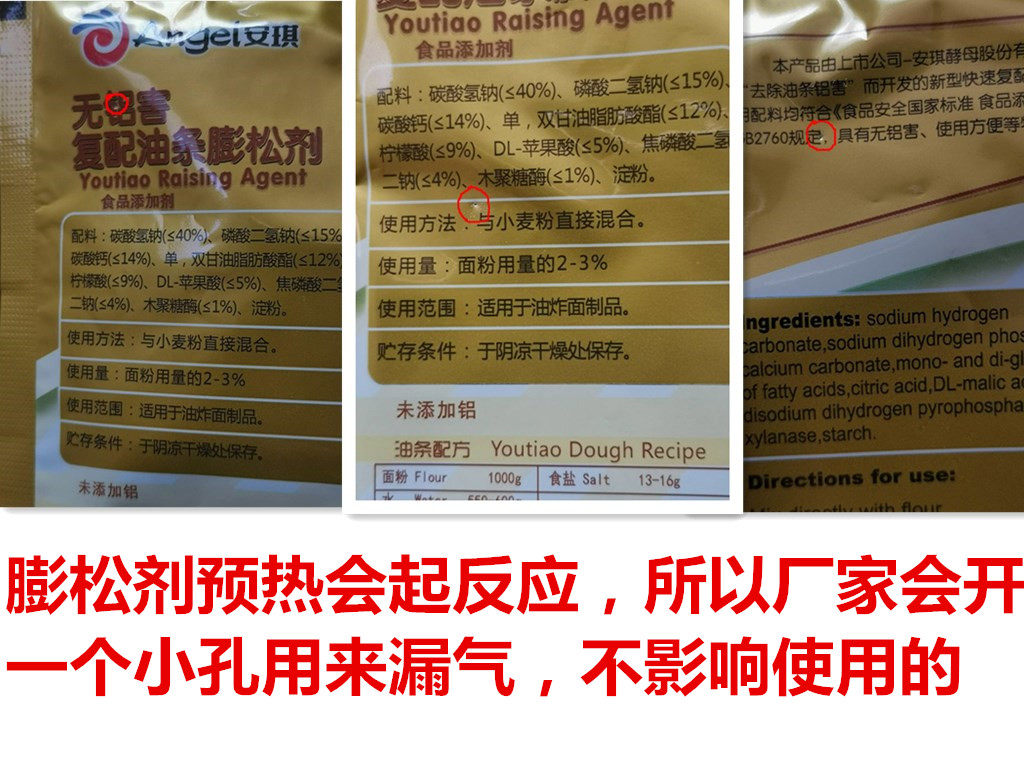 Angel安琪
无铝害
复配油条膨松剂
Youtiao Raising Agent
食品添加剂
配料：碳酸氢钠(≤40%)、磷酸二氢钠(≤15%
碳酸钙(≤14%)、单，双甘油脂肪酸酯(≤12%)
柠檬酸(≤9%)、DL-苹果酸(≤5%)、焦磷酸二
二钠(≤4%)、木聚糖酶(≤1%)、淀粉。
使用方法：与小麦粉直接混合。
使用量：面粉用量的2-3%
使用范围：适用于油炸面制品。
贮存条件：于阴凉干燥处保存。
未添加铝
Youtiao Raising Agent
食品添加剂
配料：碳酸氢钠(≤40%)、磷酸二氢钠(≤15%)、
碳酸钙(≤14%)、单，双甘油脂肪酸酯(≤12%)、
柠檬酸(≤9%)、DL-苹果酸(≤5%)、焦磷酸二氢
二钠(≤4%)、木聚糖酶(≤1%)、淀粉。
使用方法：与小麦粉直接混合。
使用量：面粉用量的2-3%
使用范围：适用于油炸面制品。
贮存条件：于阴凉干燥处保存。
未添加铝
油条配方 Youtiao Dough Recipe
面粉 Flour 1000g 食盐 Salt 13-16g
水 Water 550-600g
本产品由上市公司-安琪酵母股份有
"去除油条铝害"而开发的新型快速复配
用配料均符合《食品安全国家标准 食品添
GB2760规定，具有无铝害、使用方便等
Ingredients: sodium hydrogen
carbonate,sodium dihydrogen phos
calcium carbonate,mono- and di-gl
of fatty acids,citric acid,DL-malic ac
disodium dihydrogen pyrophospha
xylanase,starch.
Directions for use:
Mix directly with flour
膨松剂预热会起反应，所以厂家会开
一个小孔用来漏气，不影响使用的